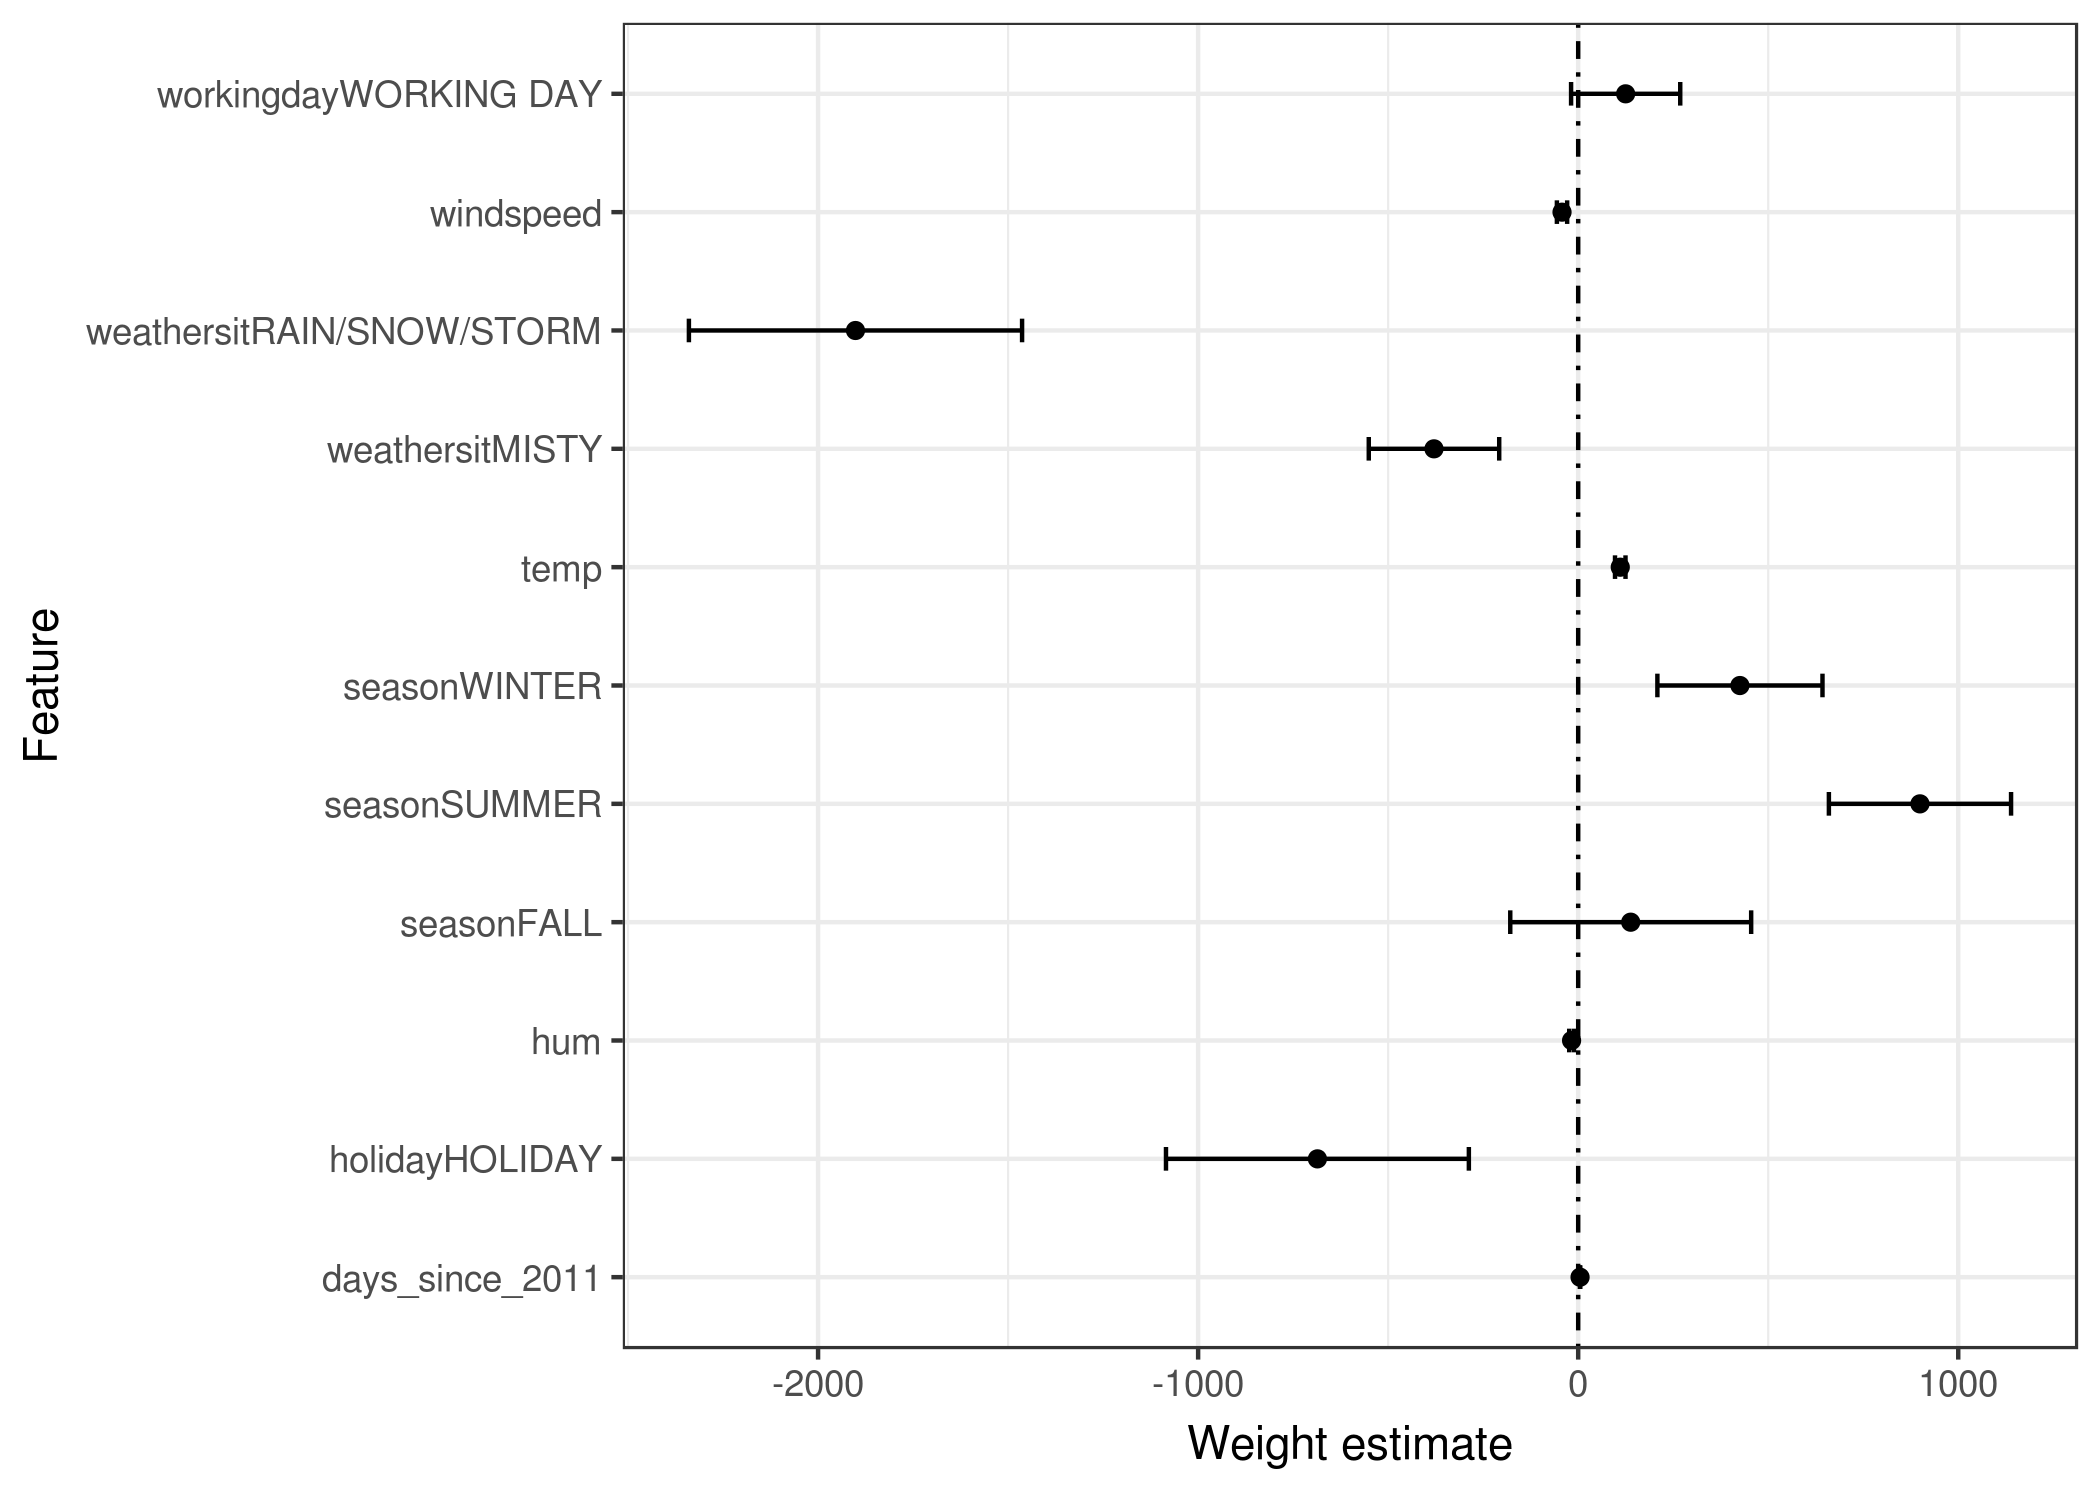 workingdayWORKING DAY
windspeed
weathersitRAIN/SNOW/STORM
weathersitMISTY
temp
seasonWINTER
seasonSUMMER
seasonFALL
hum
holidayHOLIDAY
days_since_2011
Feature
-2000 -1000 0 1000
Weight estimate